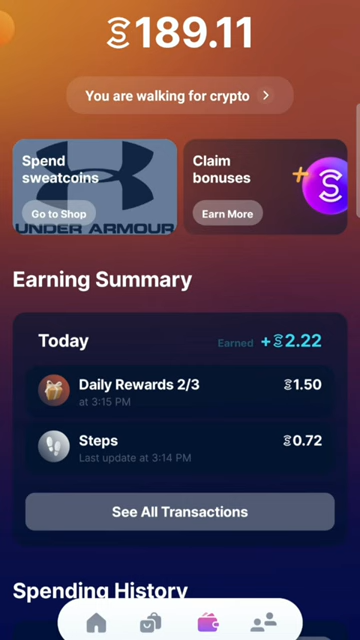 189.11
You are walking for crypto
Spend
sweatcoins
Go to Shop
UNDER ARMOUR
Claim
bonuses
Earn More
Earning Summary
Today
Earned +2.22
Daily Rewards 2/3
1.50
at 3:15 PM
Steps
0.72
Last update at 3:14 PM
See All Transactions
Spending History